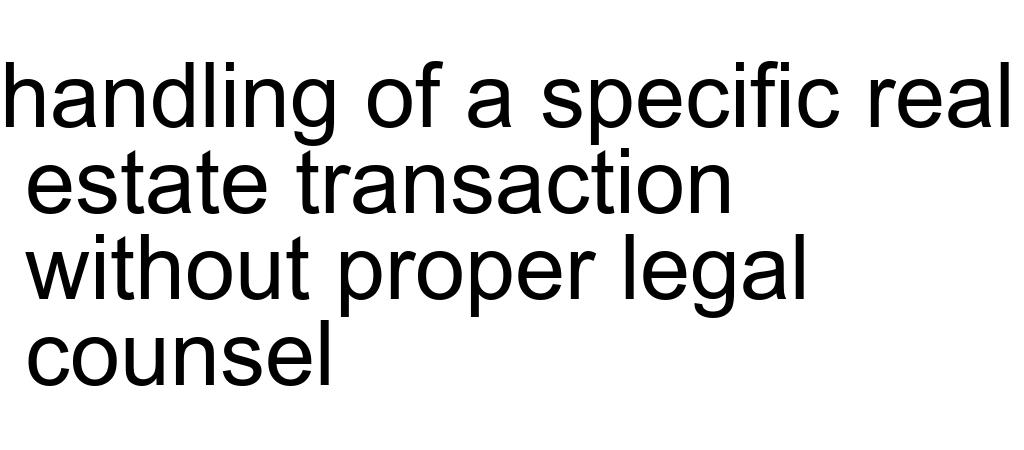 handling of a specific real
estate transaction
without proper legal
counsel